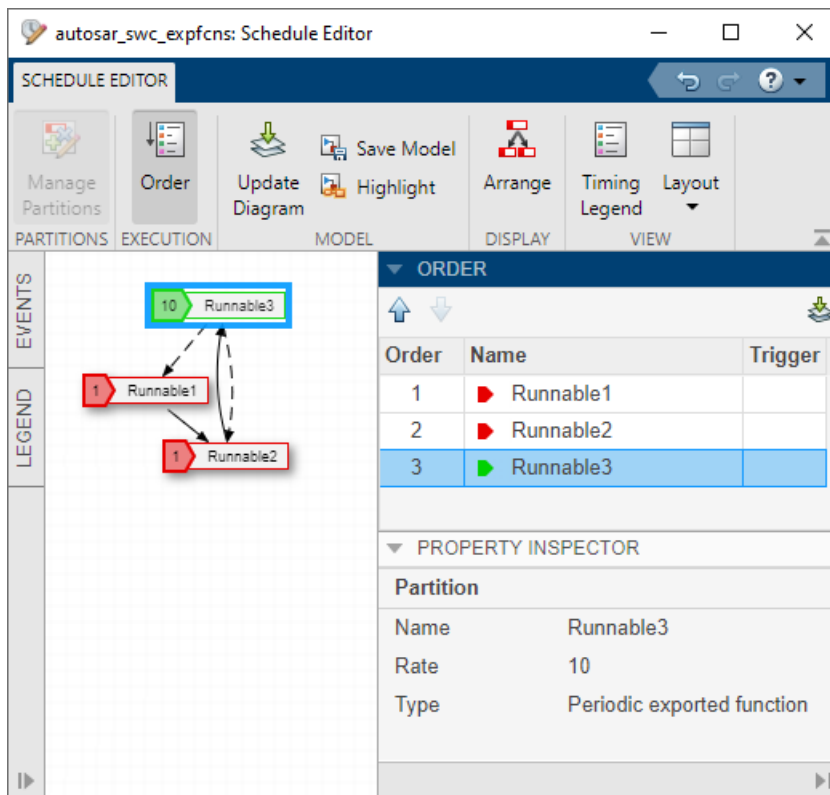 autosar_swc_expfcns: Schedule Editor
SCHEDULE EDITOR
?
Manage
Partitions
Order
Update
Diagram
Save Model
Highlight
Arrange
Timing
Legend
Layout
PARTITIONS
EXECUTION
MODEL
DISPLAY
VIEW
EVENTS
LEGEND
10 Runnable3
1 Runnable1
1 Runnable2
ORDER
Order Name Trigger
1 Runnable1
2 Runnable2
3 Runnable3
PROPERTY INSPECTOR
Partition
Name Runnable3
Rate 10
Type Periodic exported function